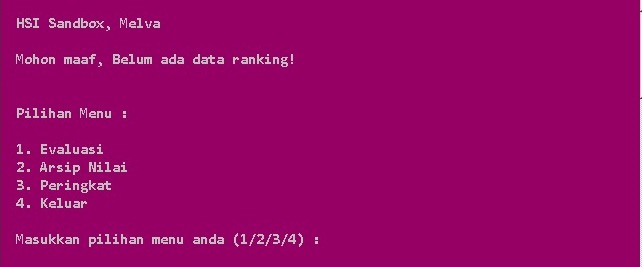 HSI Sandbox, Melva
Mohon maaf, Belum ada data ranking!
Pilihan Menu :
1. Evaluasi
2. Arsip Nilai
3. Peringkat
4. Keluar
Masukkan pilihan menu anda (1/2/3/4) :